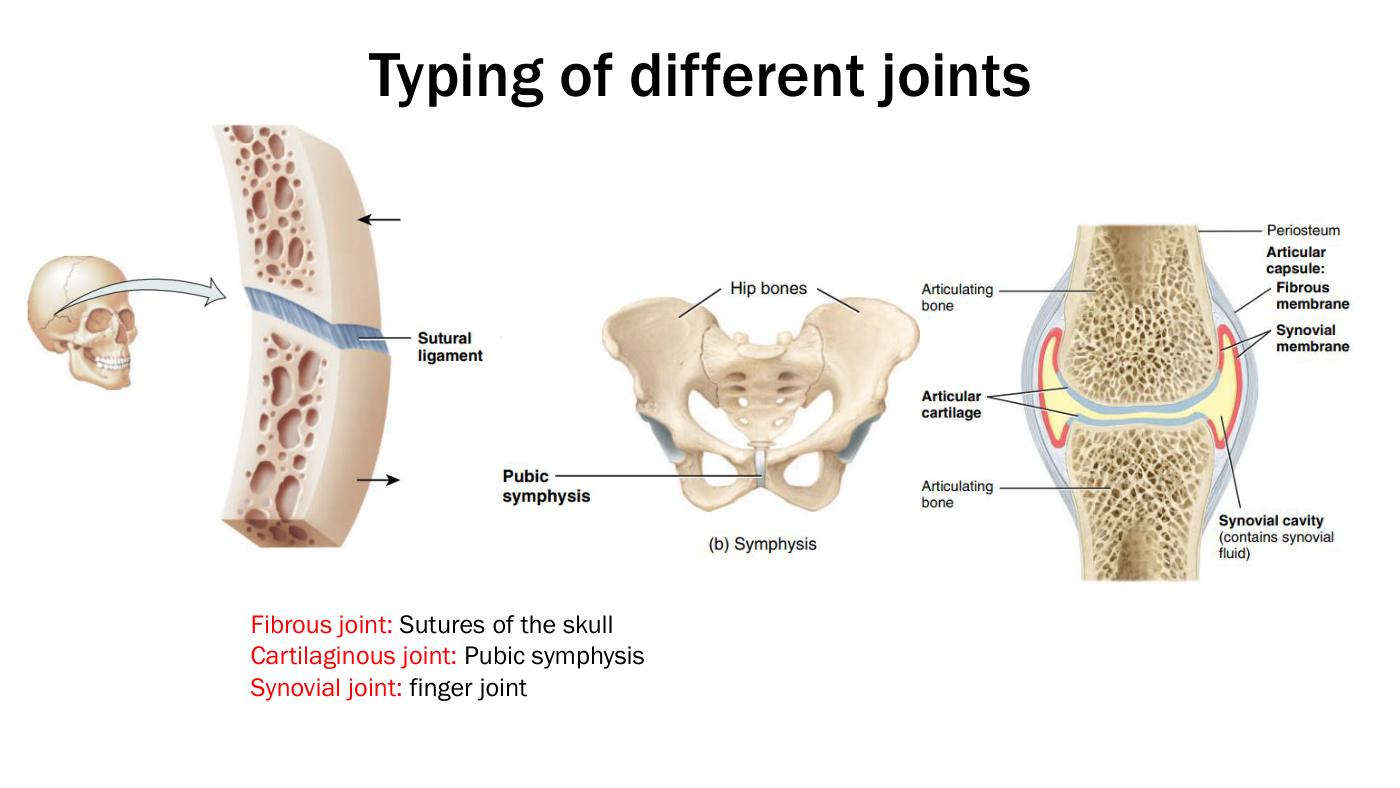 Typing of different joints
Sutural
ligament
Hip bones
Pubic
symphysis
(b) Symphysis
Articulating
bone
Articular
cartilage
Articulating
bone
Periosteum
Articular
capsule:
Fibrous
membrane
Synovial
membrane
Synovial cavity
(contains synovial
fluid)
Fibrous joint: Sutures of the skull
Cartilaginous joint: Pubic symphysis
Synovial joint: finger joint